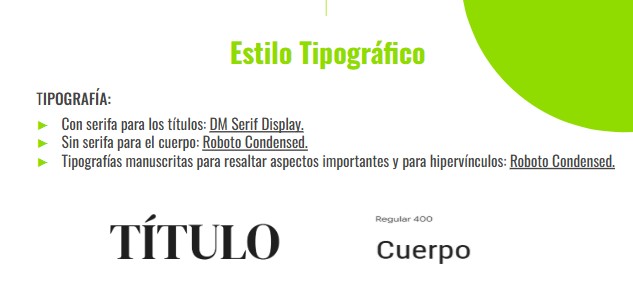 Estilo Tipográfico
TIPOGRAFÍA:
► Con serifa para los títulos: DM Serif Display.
► Sin serifa para el cuerpo: Roboto Condensed.
► Tipografías manuscritas para resaltar aspectos importantes y para hipervínculos: Roboto Condensed.
TÍTULO
Regular 400
Cuerpo